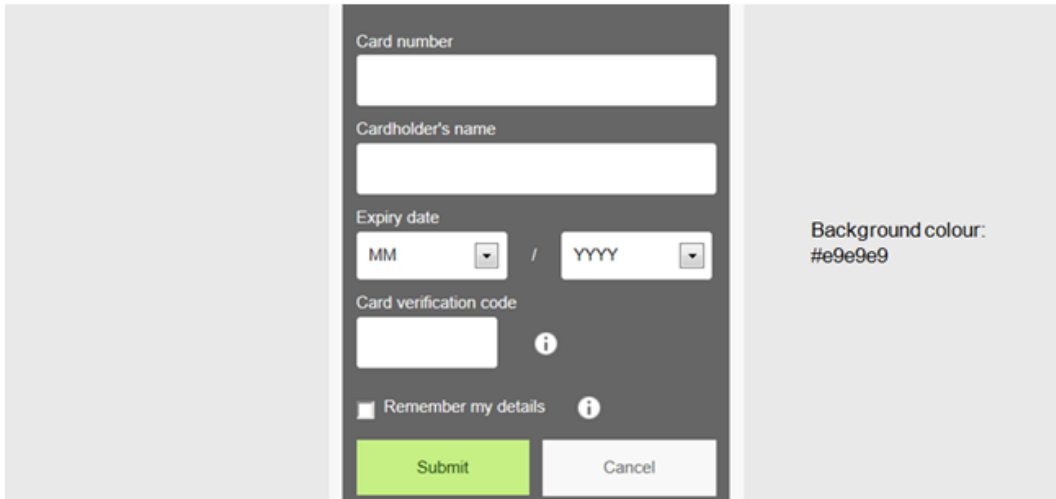 Card number
Cardholder's name
Expiry date
MM / YYYY
Card verification code
Remember my details
Submit Cancel
Background colour:
#e9e9e9